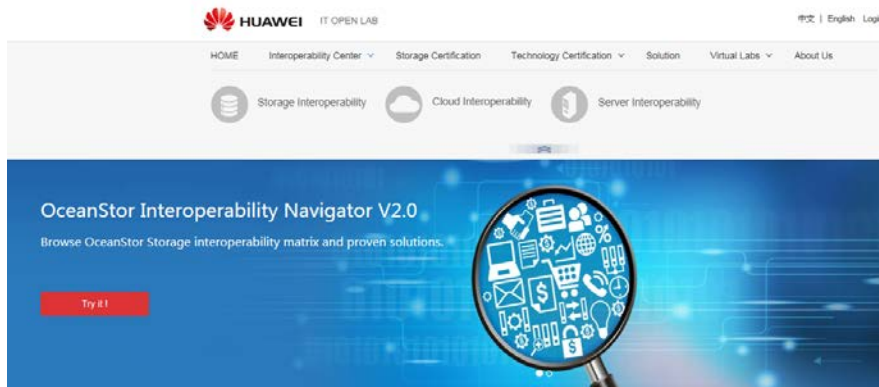 HUAWEI IT OPEN LAB
中文 | English Logi
HOME Interoperability Center Storage Certification Technology Certification Solution Virtual Labs About Us
Storage Interoperability Cloud Interoperability Server Interoperability
OceanStor Interoperability Navigator V2.0
Browse OceanStor Storage interoperability matrix and proven solutions.
Try it !